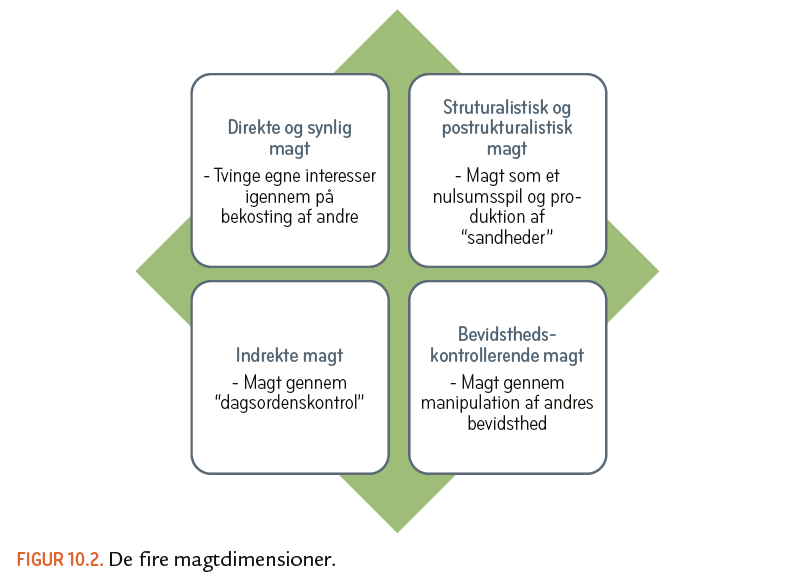 Direkte og synlig
magt
- Tvinge egne interesser
igennem på
bekosting af andre
Struturalistisk og
postrukturalistisk
magt
- Magt som et
nulsumsspil og pro-
duktion af
“sandheder”
Indrekte magt
- Magt gennem
“dagsordenskontrol”
Bevidstheds-
kontrollerende magt
- Magt gennem
manipulation af andres
bevidsthed
FIGUR 10.2. De fire magtdimensioner.